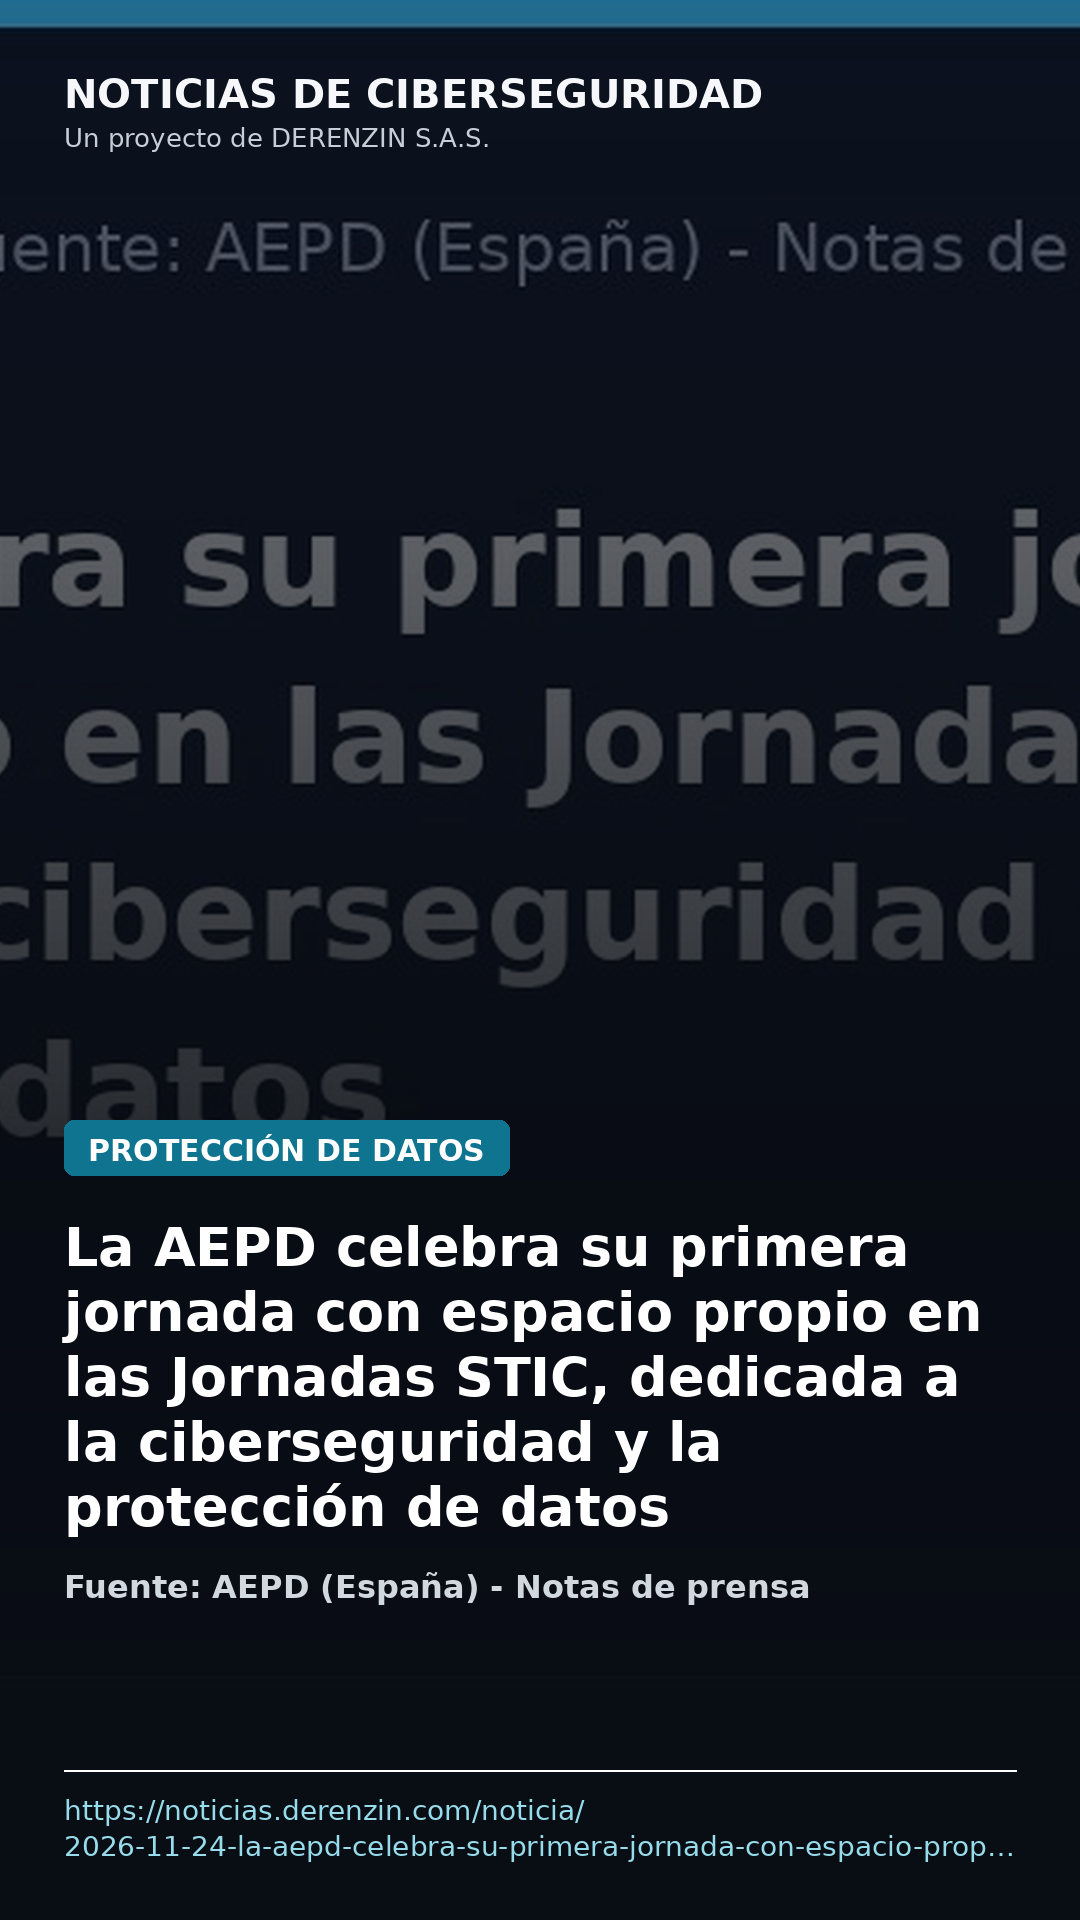 NOTICIAS DE CIBERSEGURIDAD
Un proyecto de DERENZIN S.A.S.
uente: AEPD (España) - Notas de
ra su primera jo
o en las Jornada
ciberseguridad
datos
PROTECCIÓN DE DATOS
La AEPD celebra su primera
jornada con espacio propio en
las Jornadas STIC, dedicada a
la ciberseguridad y la
protección de datos
Fuente: AEPD (España) - Notas de prensa
https://noticias.derenzin.com/noticia/
2026-11-24-la-aepd-celebra-su-primera-jornada-con-espacio-prop...